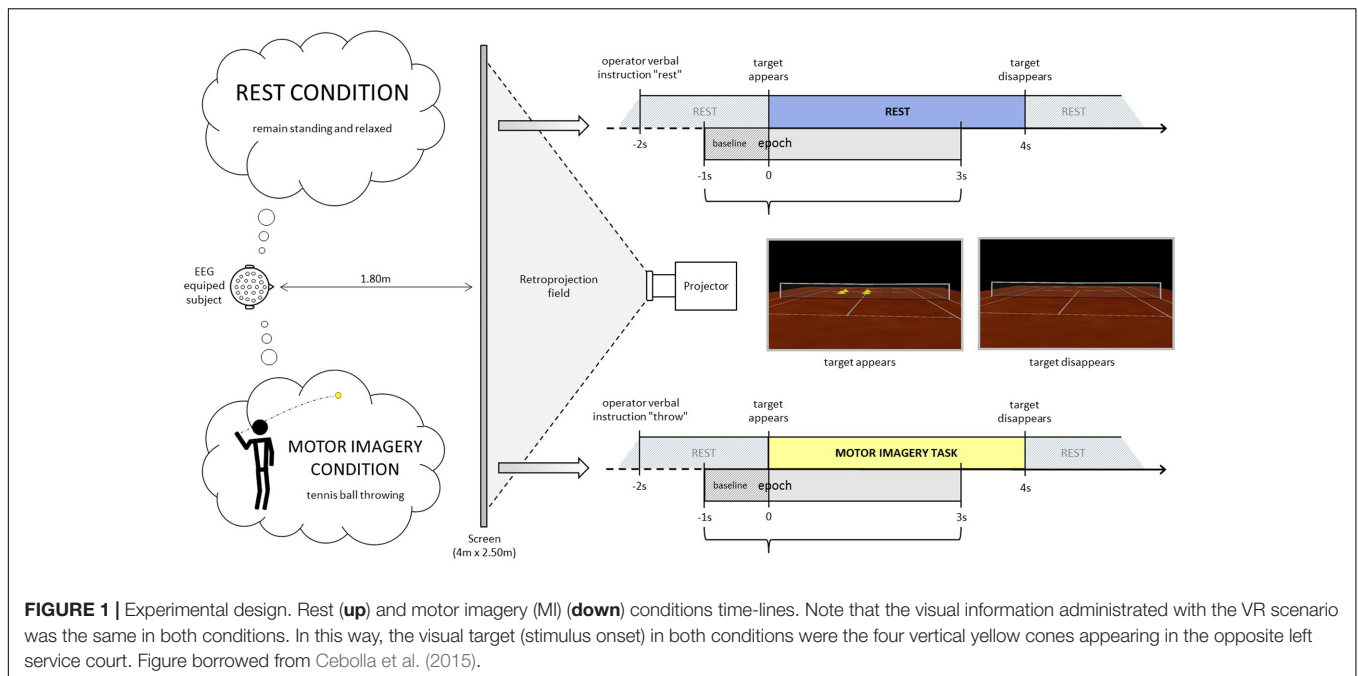 REST CONDITION
remain standing and relaxed
EEG
equiped
subject
1.80m
MOTOR IMAGERY
CONDITION
tennis ball throwing
Screen
(4m x 2.50m)
Retroprojection
field
Projector
operator verbal
instruction "rest"
target
appears
target
disappears
REST
REST
REST
-2s
baseline
epoch
4s
-1s
0
3s
target appears
target disappears
operator verbal
instruction "throw"
target
appears
target
disappears
REST
MOTOR IMAGERY TASK
REST
-2s
baseline
epoch
4s
-1s
0
3s
FIGURE 1 | Experimental design. Rest (up) and motor imagery (MI) (down) conditions time-lines. Note that the visual information administrated with the VR scenario
was the same in both conditions. In this way, the visual target (stimulus onset) in both conditions were the four vertical yellow cones appearing in the opposite left
service court. Figure borrowed from Cebolla et al. (2015).